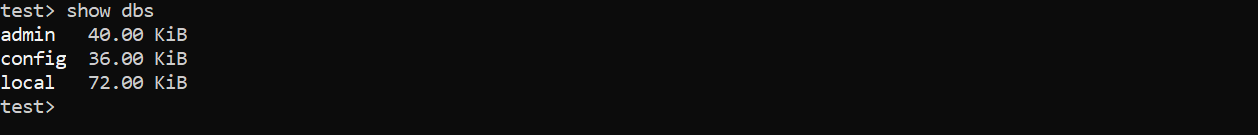 test> show dbs
admin   40.00 KiB
config  36.00 KiB
local   72.00 KiB
test>